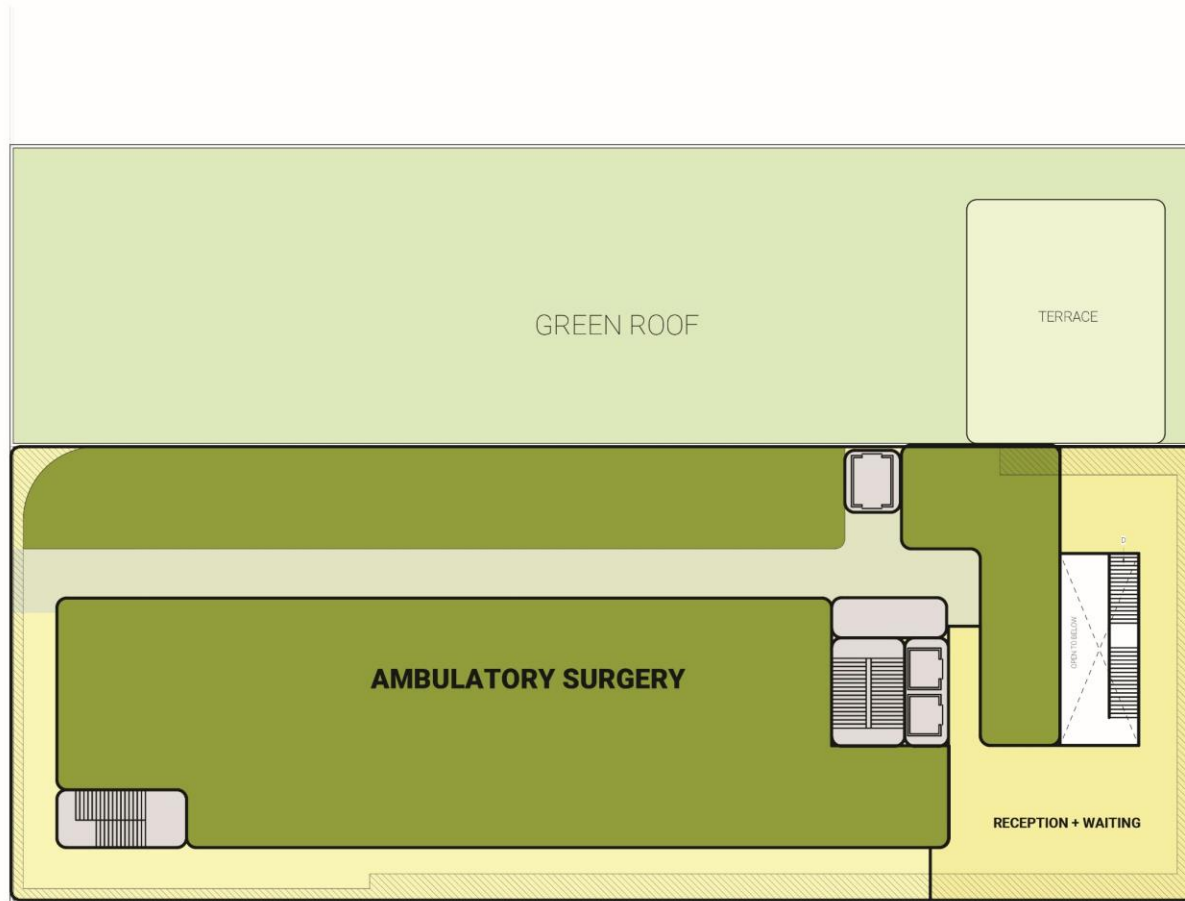 GREEN ROOF
TERRACE
D
OPEN TO BELOW
AMBULATORY SURGERY
RECEPTION + WAITING